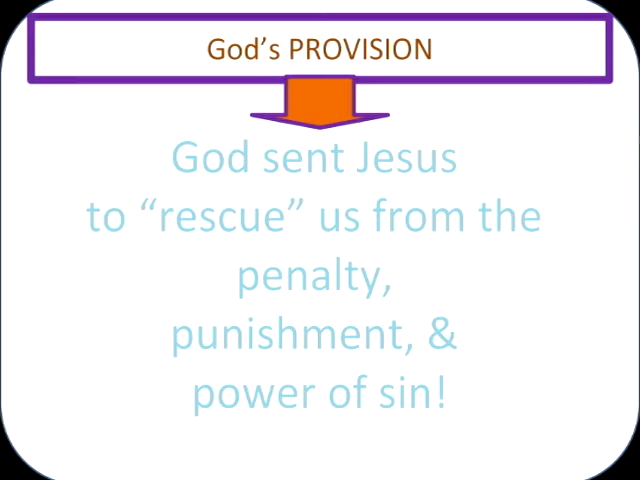 God’s PROVISION
God sent Jesus
to “rescue” us from the
penalty,
punishment, &
power of sin!